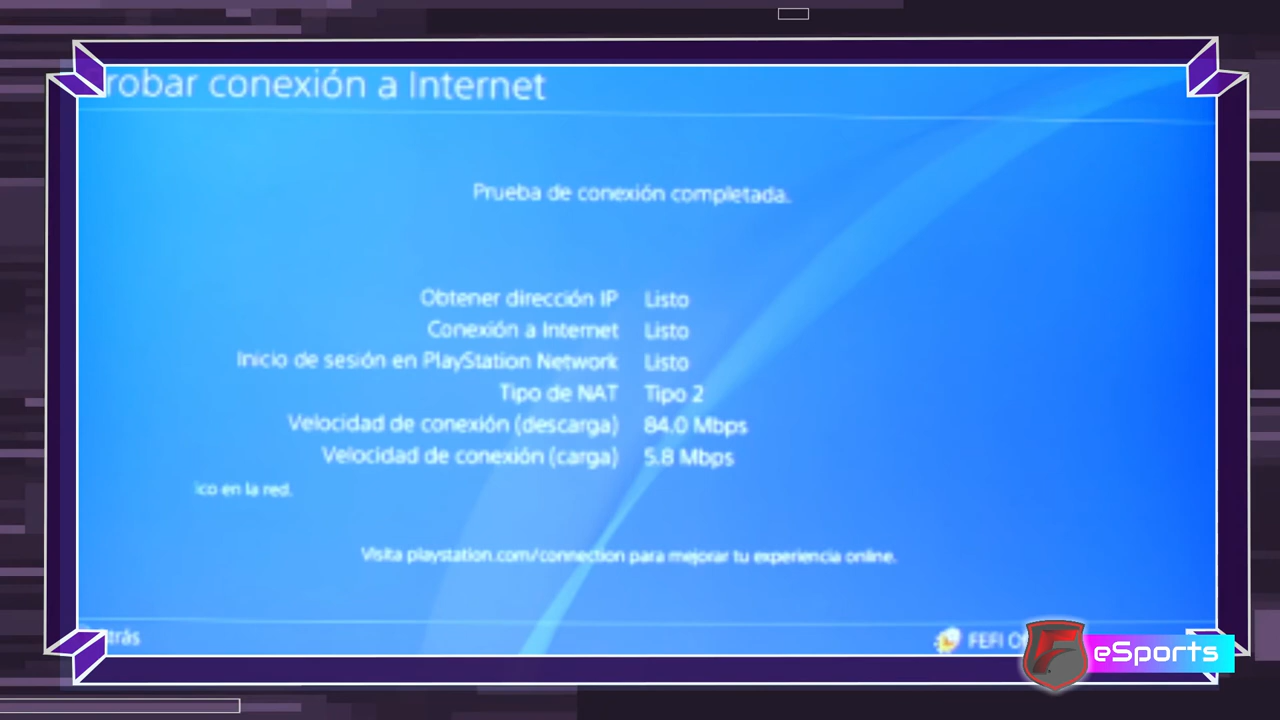 robar conexión a Internet
Prueba de conexión completada.
Obtener dirección IP Listo
Conexión a Internet Listo
Inicio de sesión en PlayStation Network Listo
Tipo de NAT Tipo 2
Velocidad de conexión (descarga) 84.0 Mbps
Velocidad de conexión (carga) 5.8 Mbps
ico en la red.
Visita playstation.com/connection para mejorar tu experiencia online.
trás
FEFI
eSports